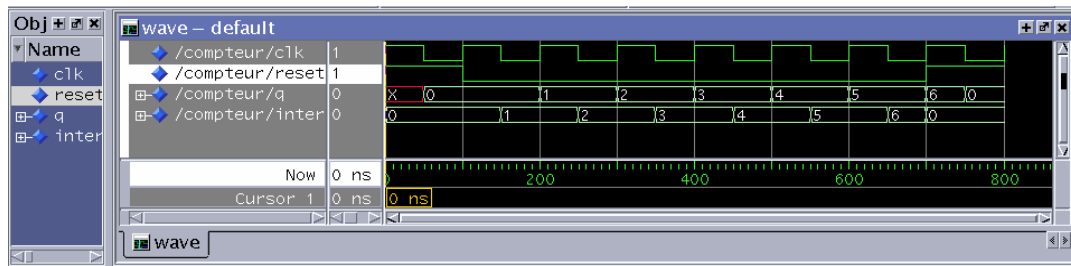 Obj
wave – default
Name
clk
reset
q
inter
/compteur/clk 1
/compteur/reset 1
/compteur/q 0
/compteur/inter 0
X 0 1 2 3 4 5 6 0
0 1 2 3 4 5 6 0
Now 0 ns
200 400 600 800
Cursor 1 0 ns 0 ns
wave